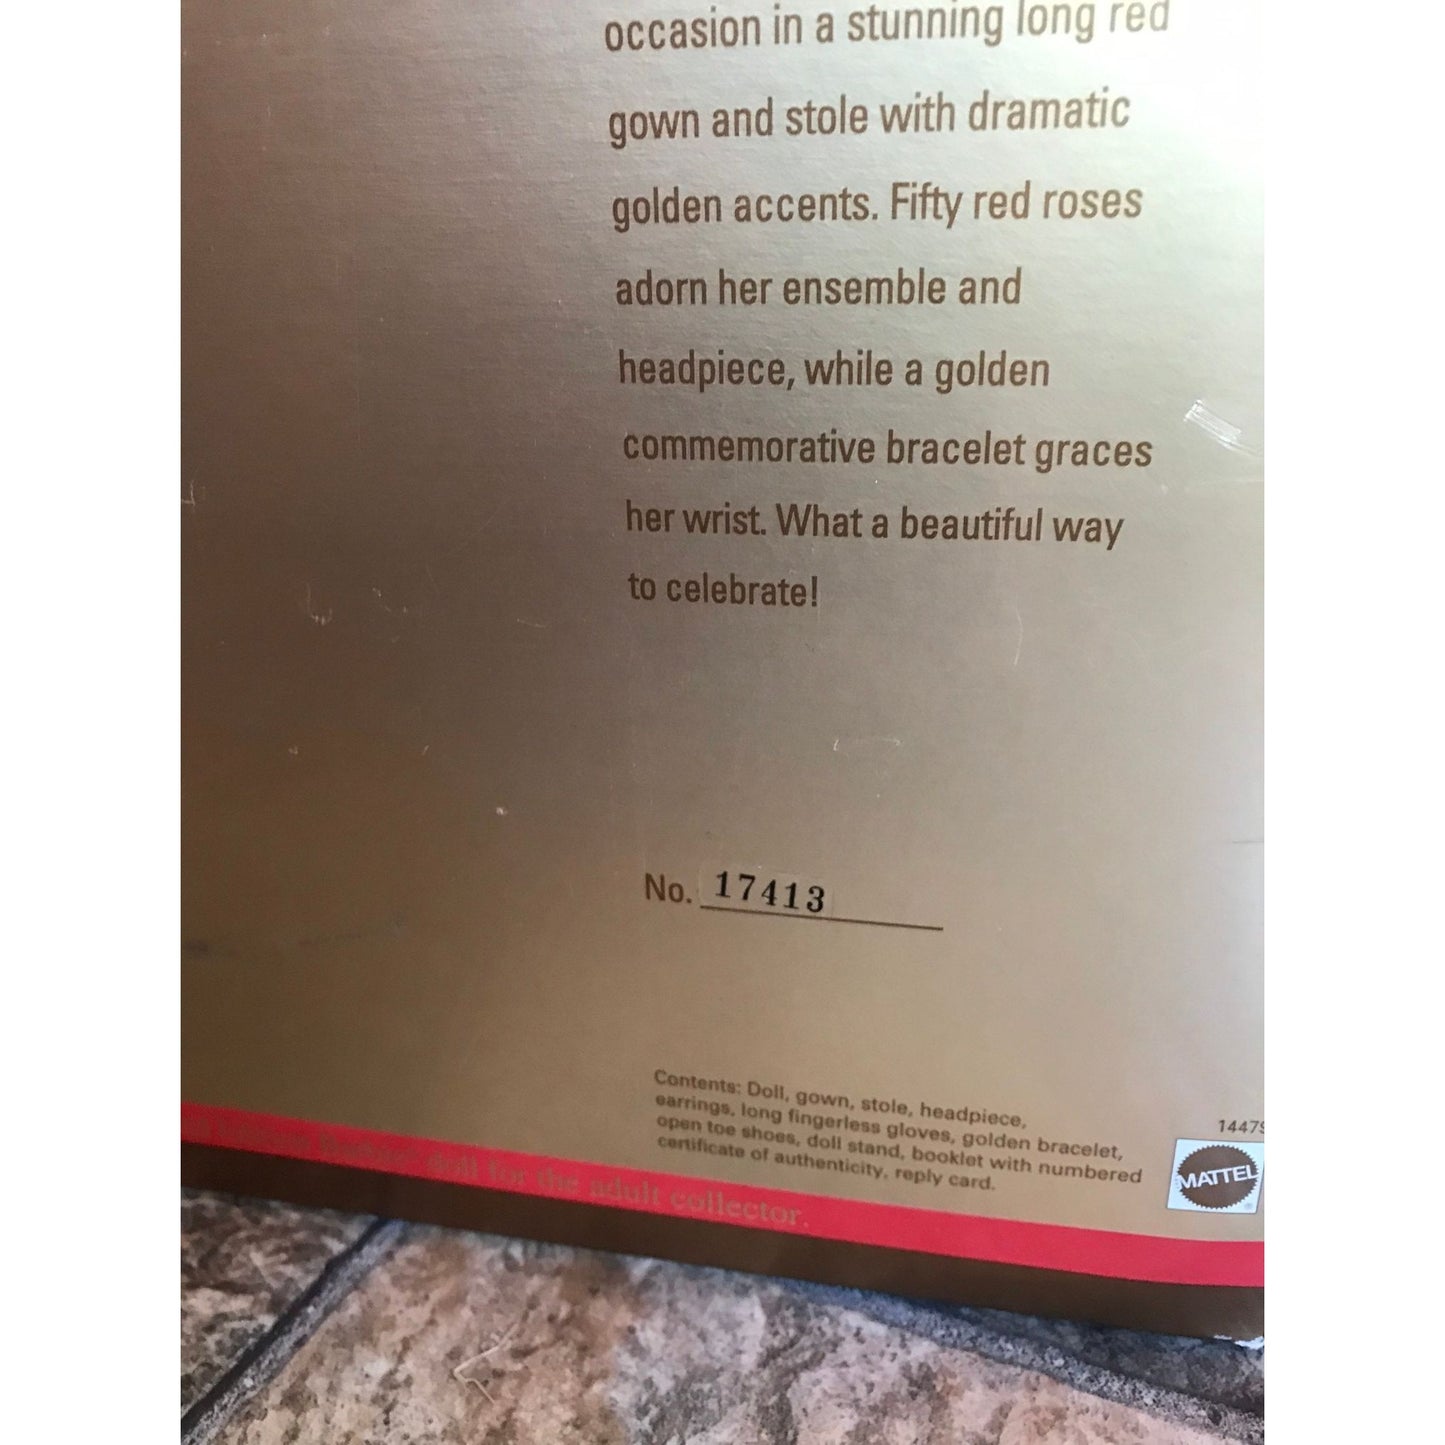 occasion in a stunning long red
gown and stole with dramatic
golden accents. Fifty red roses
adorn her ensemble and
headpiece, while a golden
commemorative bracelet graces
her wrist. What a beautiful way
to celebrate!
No. 17413
Contents: Doll, gown, stole, headpiece,
earrings, long fingerless gloves, golden bracelet,
open toe shoes, doll stand, booklet with numbered
certificate of authenticity, reply card.
14479
MATTEL
doll for the adult collector.